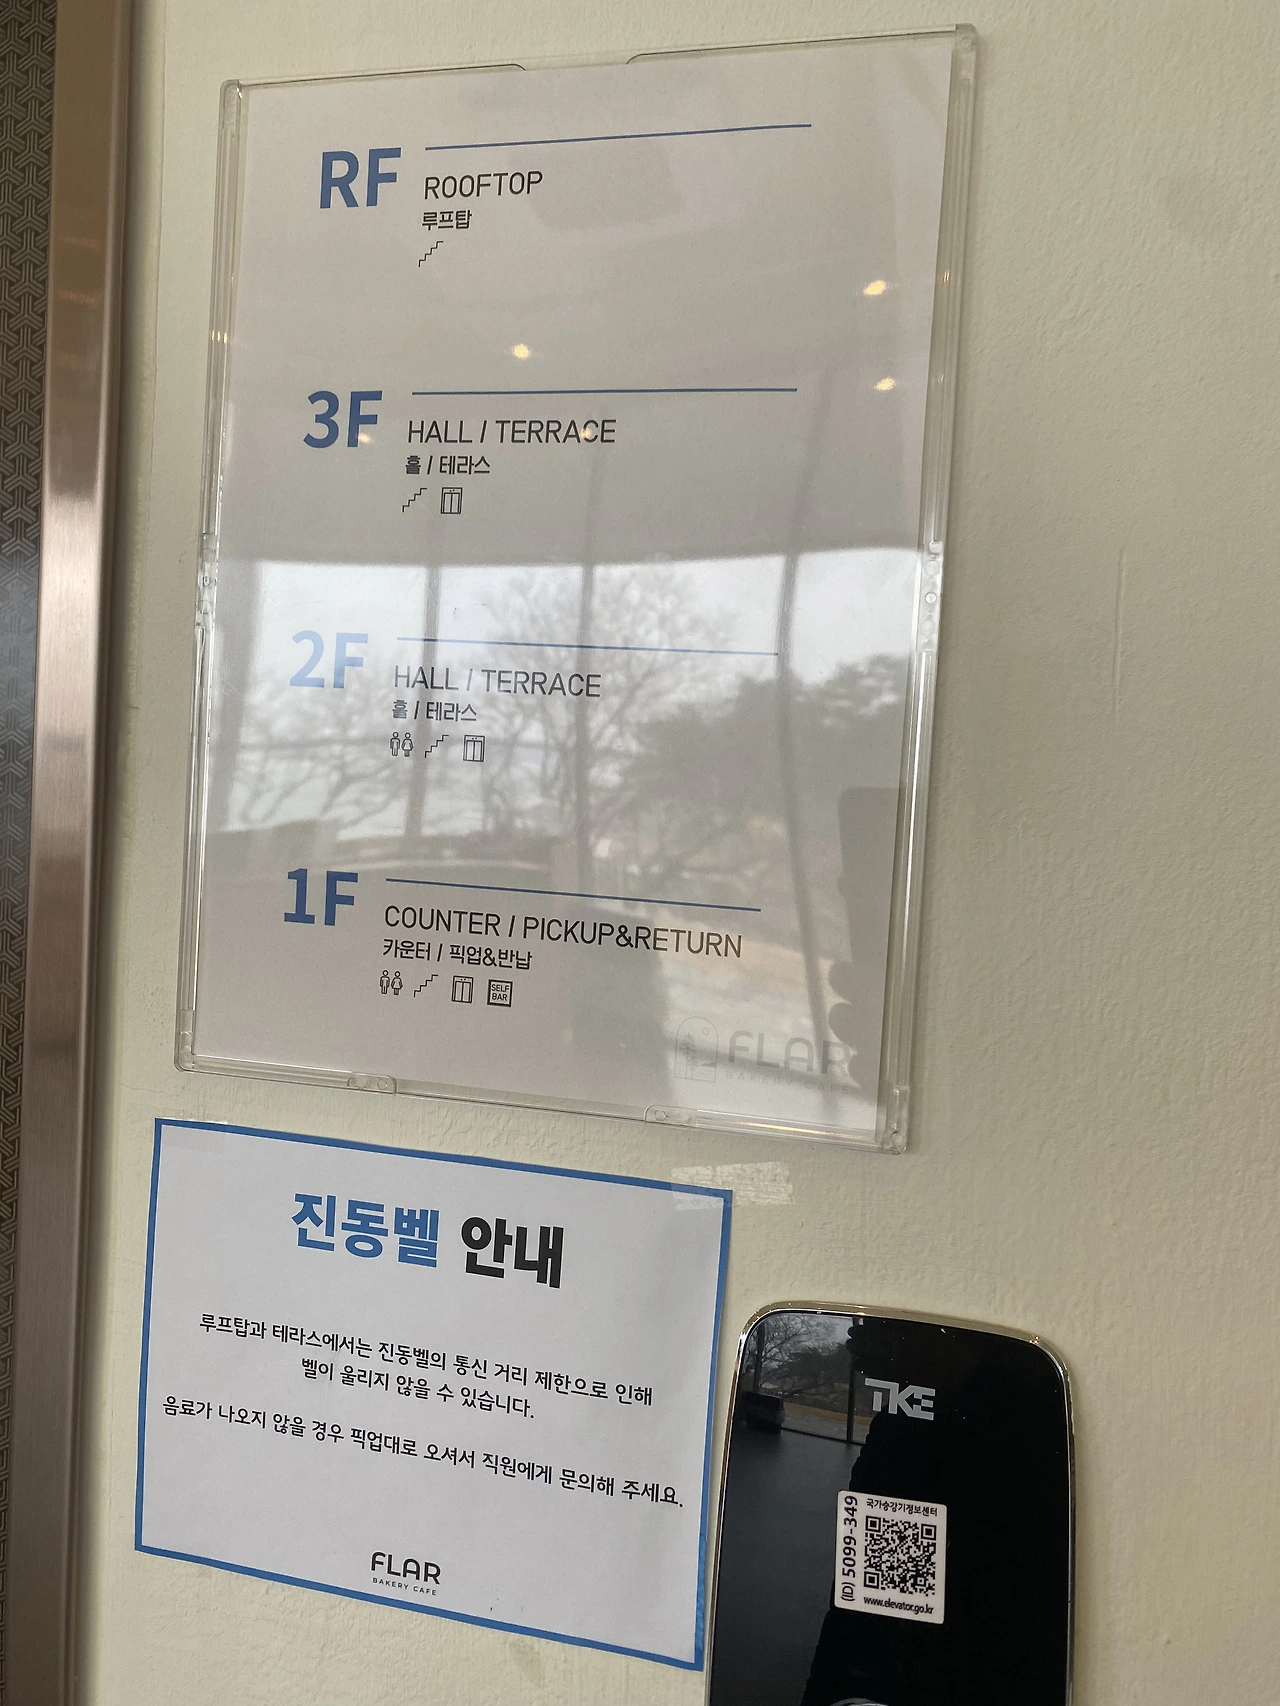 RF
ROOFTOP
루프탑
3F
HALL / TERRACE
홀 / 테라스
2F
HALL / TERRACE
홀 / 테라스
1F
COUNTER / PICKUP&RETURN
카운터 / 픽업&반납
SELF
BAR
FLAR
BAKERY CAFE
진동벨 안내
루프탑과 테라스에서는 진동벨의 통신 거리 제한으로 인해
벨이 울리지 않을 수 있습니다.
음료가 나오지 않을 경우 픽업대로 오셔서 직원에게 문의해 주세요.
FLAR
BAKERY CAFE
TKE
국가승강기정보센터
(ID) 5099-349
www.elevator.go.kr